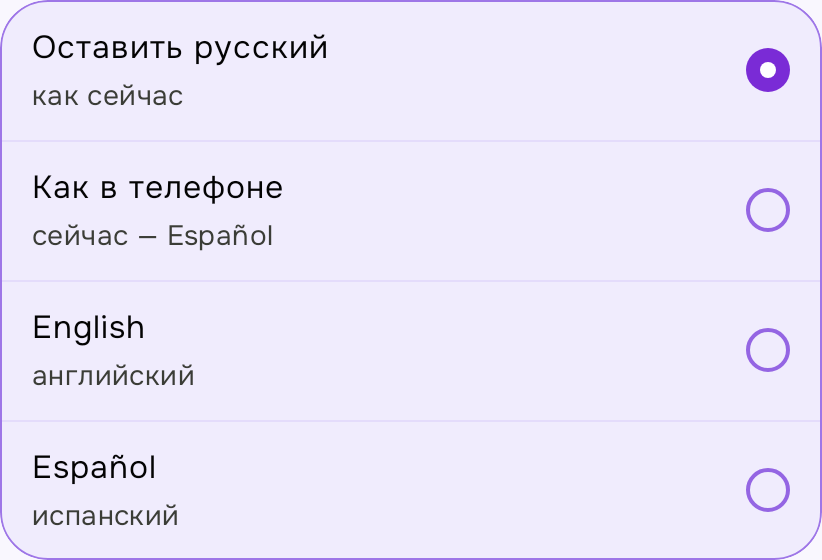 Оставить русский
как сейчас
Как в телефоне
сейчас — Español
English
английский
Español
испанский